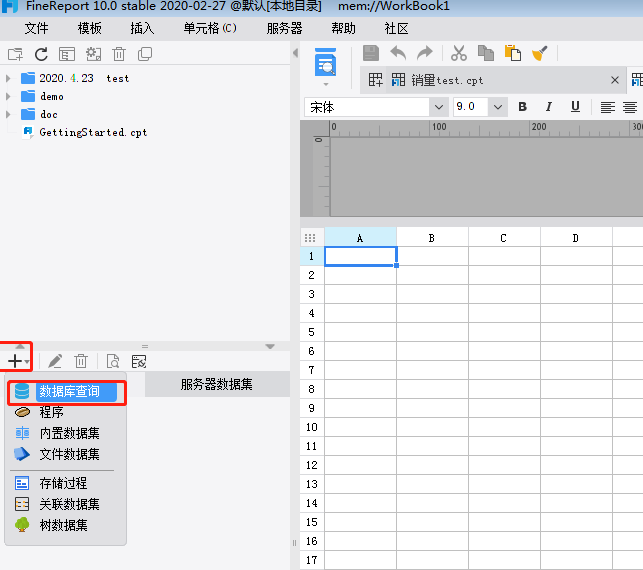 FineReport 10.0 stable 2020-02-27 @默认[本地目录] mem://WorkBook1
文件 模板 插入 单元格(C) 服务器 帮助 社区
2020.4.23 test
demo
doc
GettingStarted.cpt
销量test.cpt
宋体 9.0 B I U
0 100 200 300
0
A B C D
1
2
3
4
5
6
7
8
9
10
11
12
13
14
15
16
17
服务器数据集
数据库查询
程序
内置数据集
文件数据集
存储过程
关联数据集
树数据集